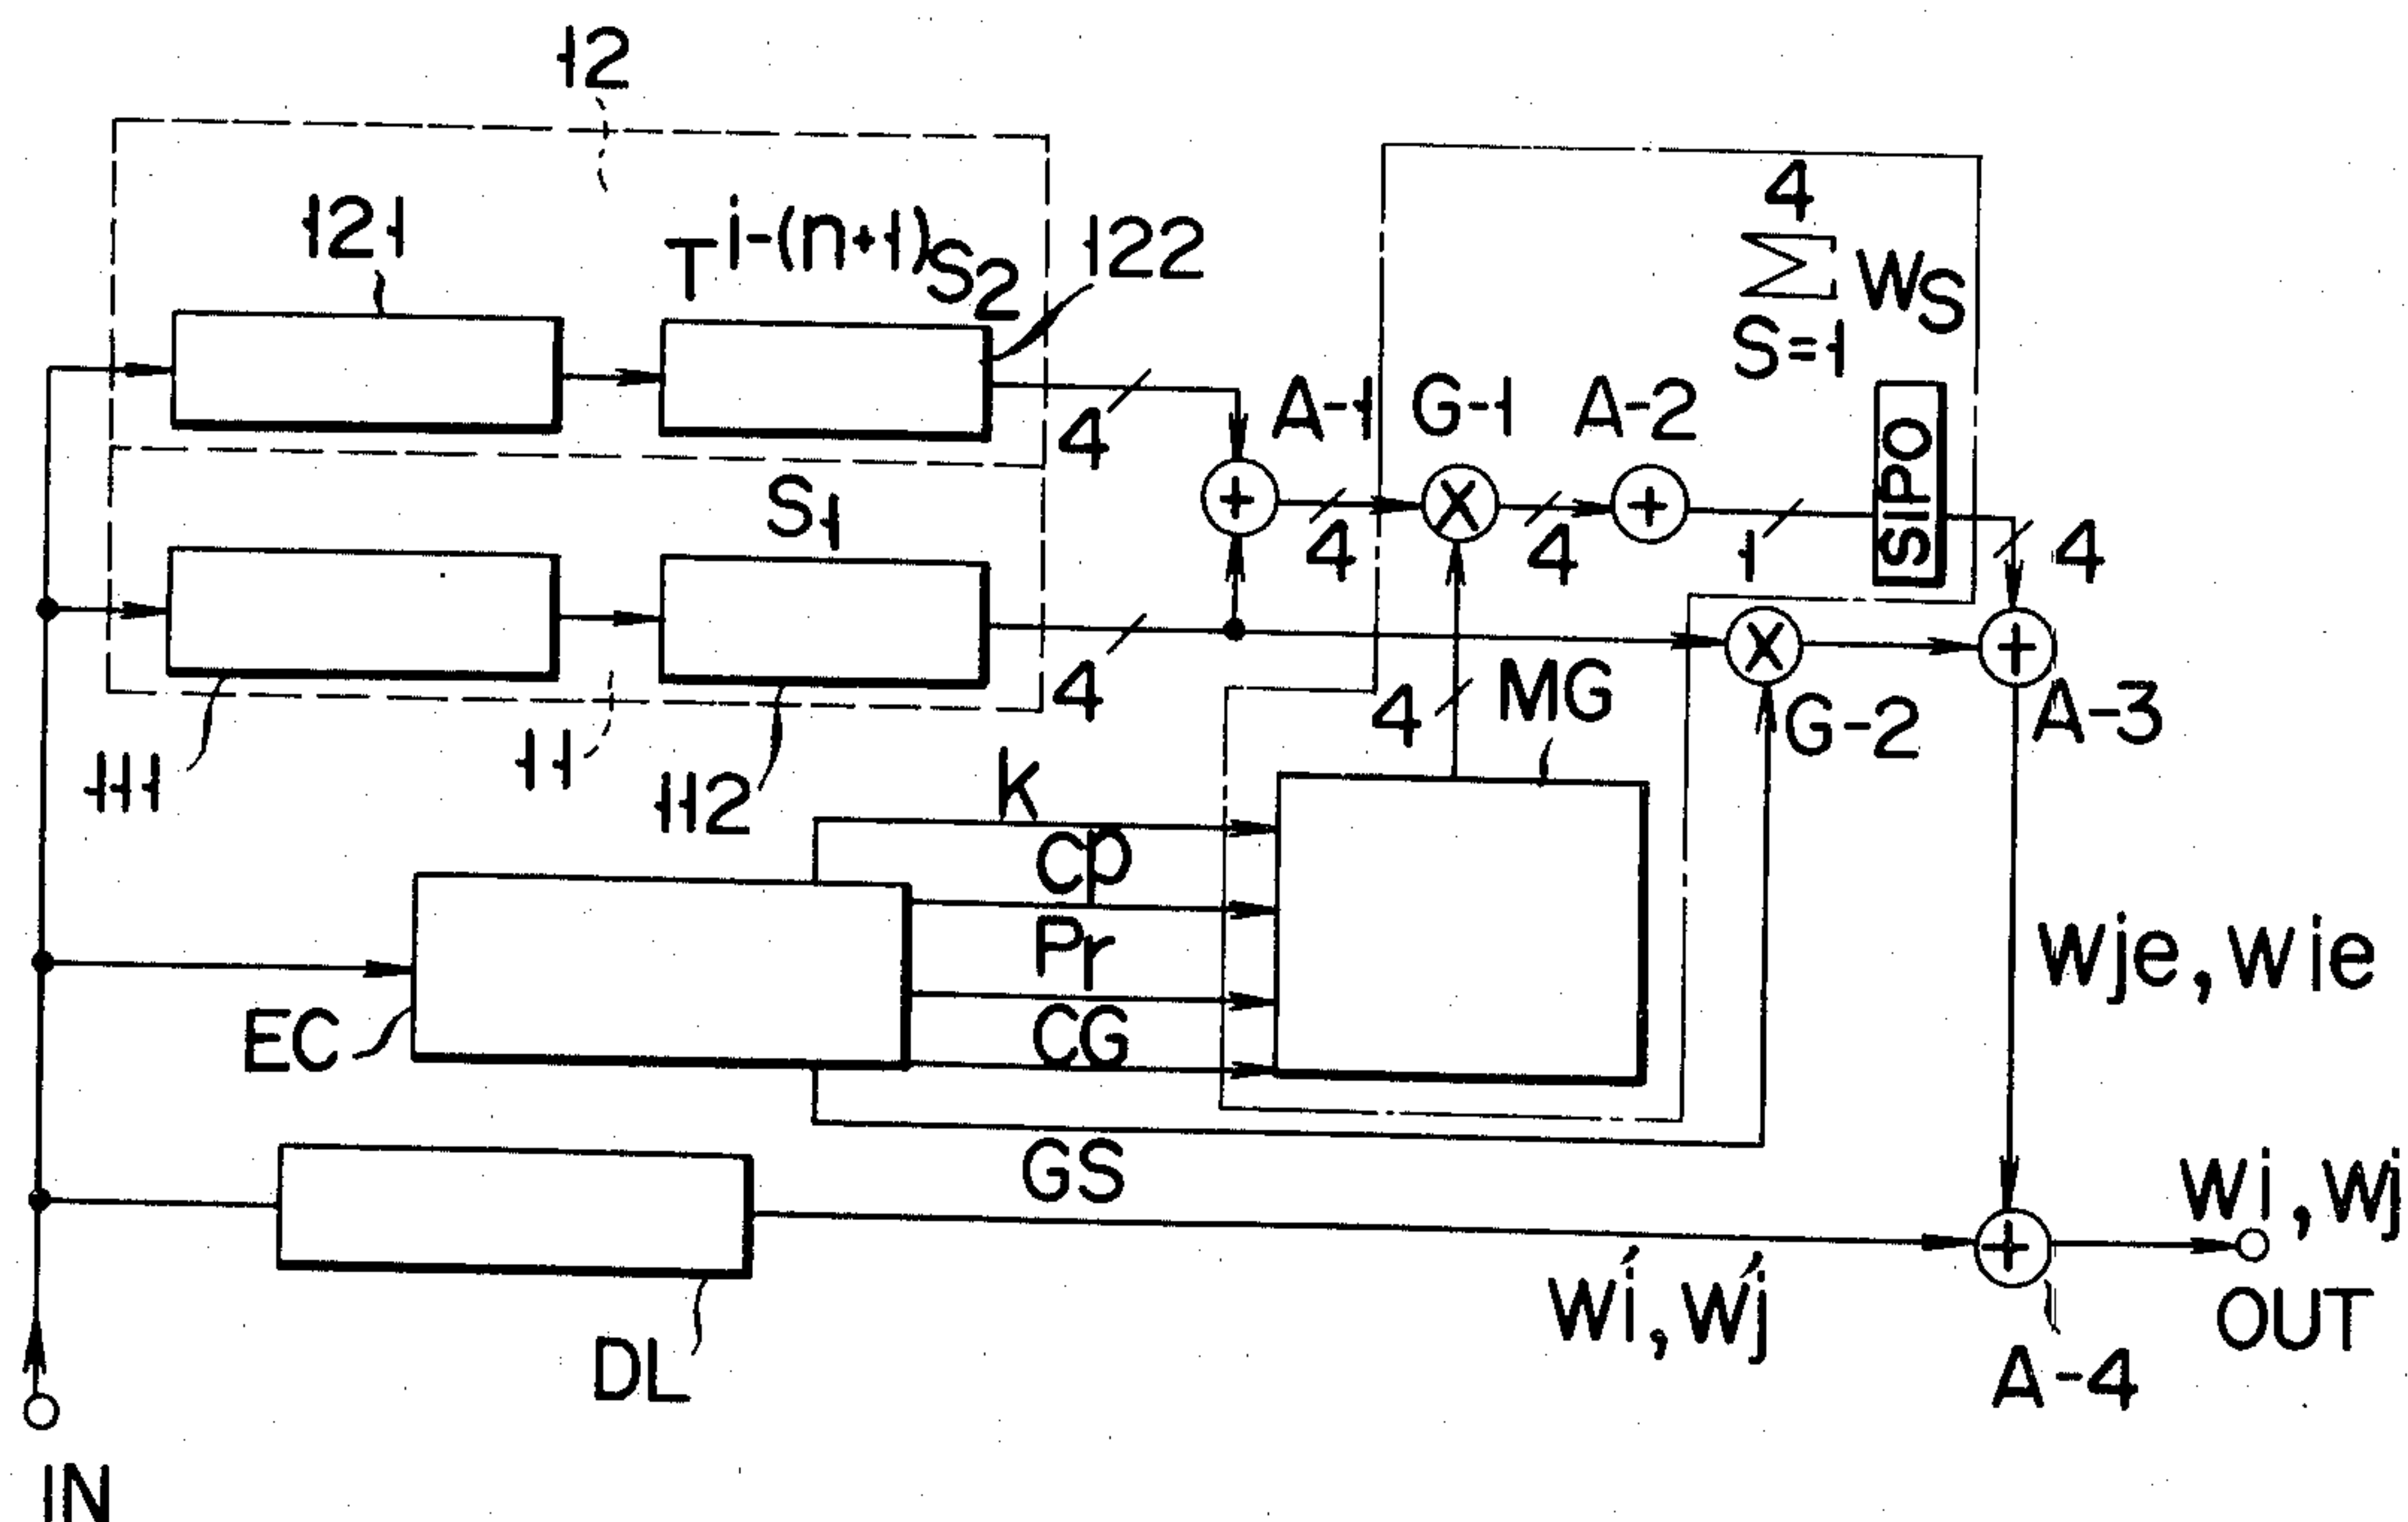 12
121
T^{i-(n+1)}S2
122
4
Σ WS
S=1
A-1
G-1
A-2
SIPO
4
S1
4
4
1
4
4
4
MG
G-2
A-3
111
11
112
K
CP
Pr
CG
EC
Wje, Wie
GS
Wi, Wj
OUT
Wi', Wj'
DL
A-4
IN